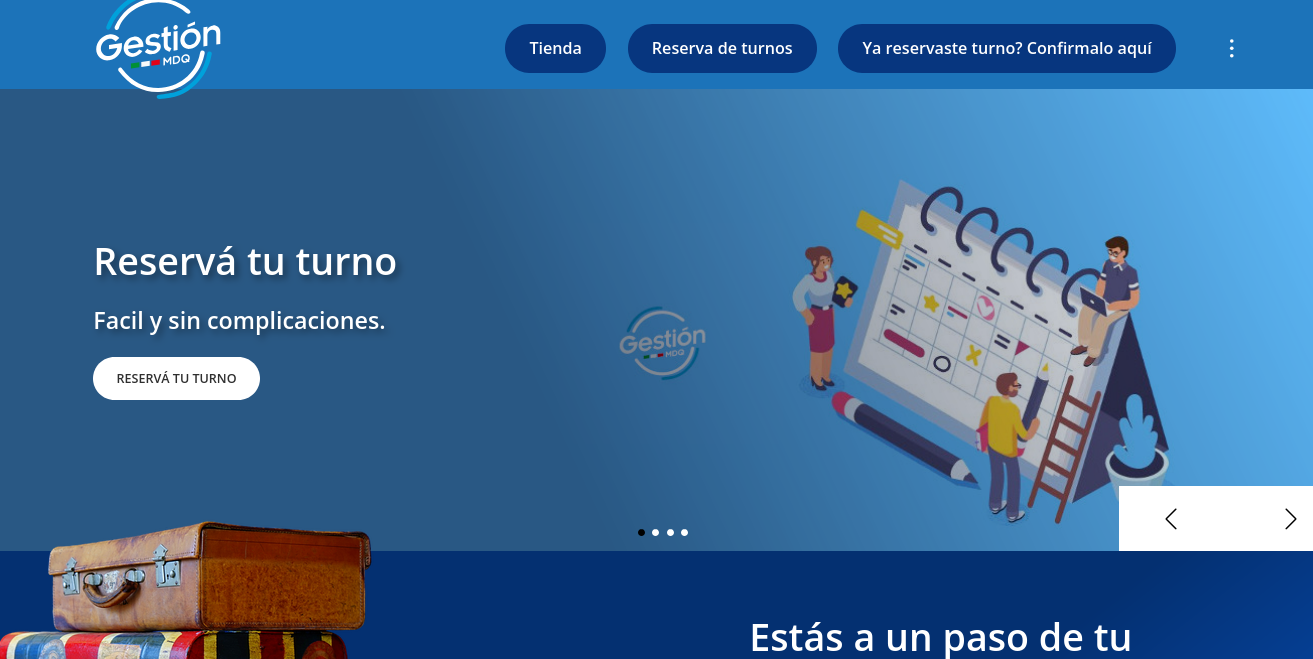 Gestión
MDQ
Tienda
Reserva de turnos
Ya reservaste turno? Confirmalo aquí
Reservá tu turno
Facil y sin complicaciones.
RESERVÁ TU TURNO
Gestión
MDQ
Estás a un paso de tu